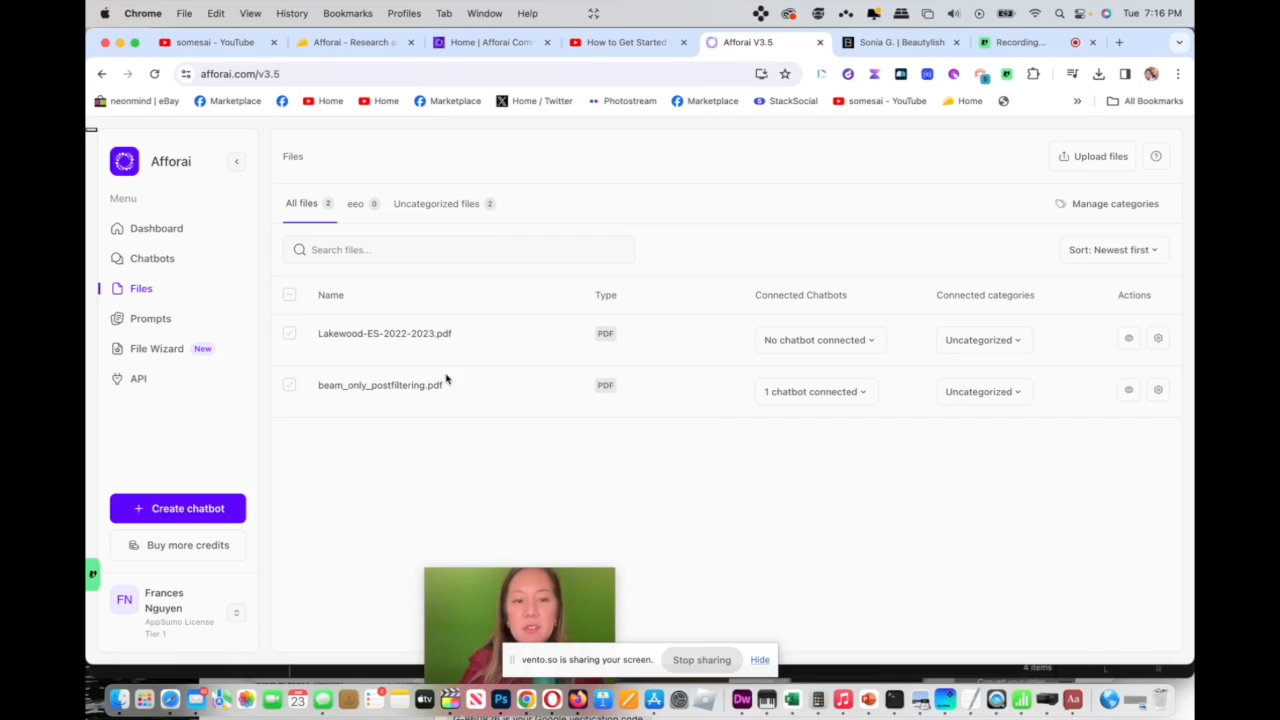 Chrome File Edit View History Bookmarks Profiles Tab Window Help Tue 7:16 PM
somesai - YouTube Afforai - Research a Home | Afforai Com How to Get Started Afforai V3.5 Sonia G. | Beautylish Recording...
afforai.com/v3.5
neonmind | eBay Marketplace Home Home Marketplace Home / Twitter Photostream Marketplace StackSocial somesai - YouTube Home All Bookmarks
Afforai
Menu
Dashboard
Chatbots
Files
Prompts
File Wizard New
API
Create chatbot
Buy more credits
FN
Frances
Nguyen
AppSumo License
Tier 1
Files
Upload files
All files 2 eeo 0 Uncategorized files 2 Manage categories
Search files...
Sort: Newest first
Name Type Connected Chatbots Connected categories Actions
Lakewood-ES-2022-2023.pdf PDF No chatbot connected Uncategorized
beam_only_postfiltering.pdf PDF 1 chatbot connected Uncategorized
vento.so is sharing your screen. Stop sharing Hide
4 items